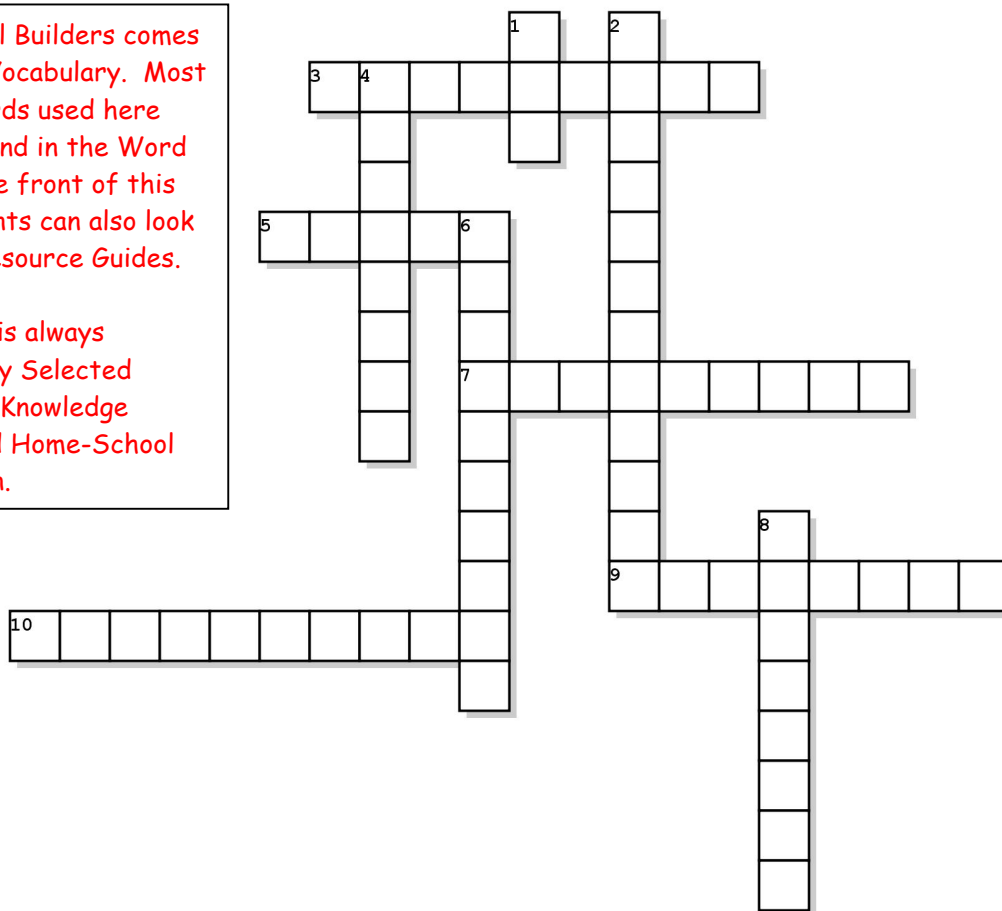 l Builders comes
Vocabulary. Most
rds used here
nd in the Word
e front of this
nts can also look
source Guides.
is always
y Selected
Knowledge
l Home-School
n.
1
2
3
4
5
6
7
8
9
10